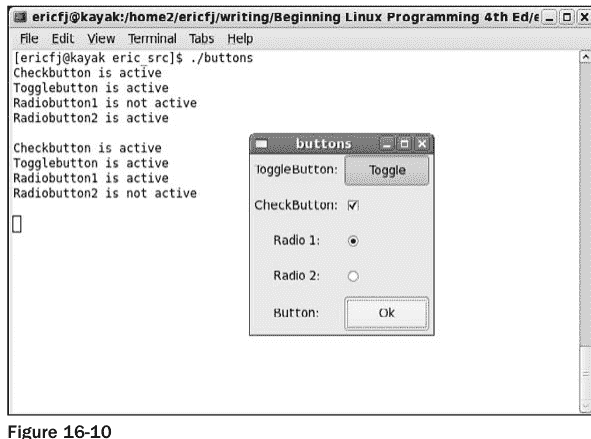 ericfj@kayak:/home2/ericfj/writing/Beginning Linux Programming 4th Ed/e
File Edit View Terminal Tabs Help
[ericfj@kayak eric_src]$ ./buttons
Checkbutton is active
Togglebutton is active
Radiobutton1 is not active
Radiobutton2 is active
Checkbutton is active
Togglebutton is active
Radiobutton1 is active
Radiobutton2 is not active
buttons
ToggleButton: Toggle
CheckButton:
Radio 1:
Radio 2:
Button: Ok
Figure 16-10